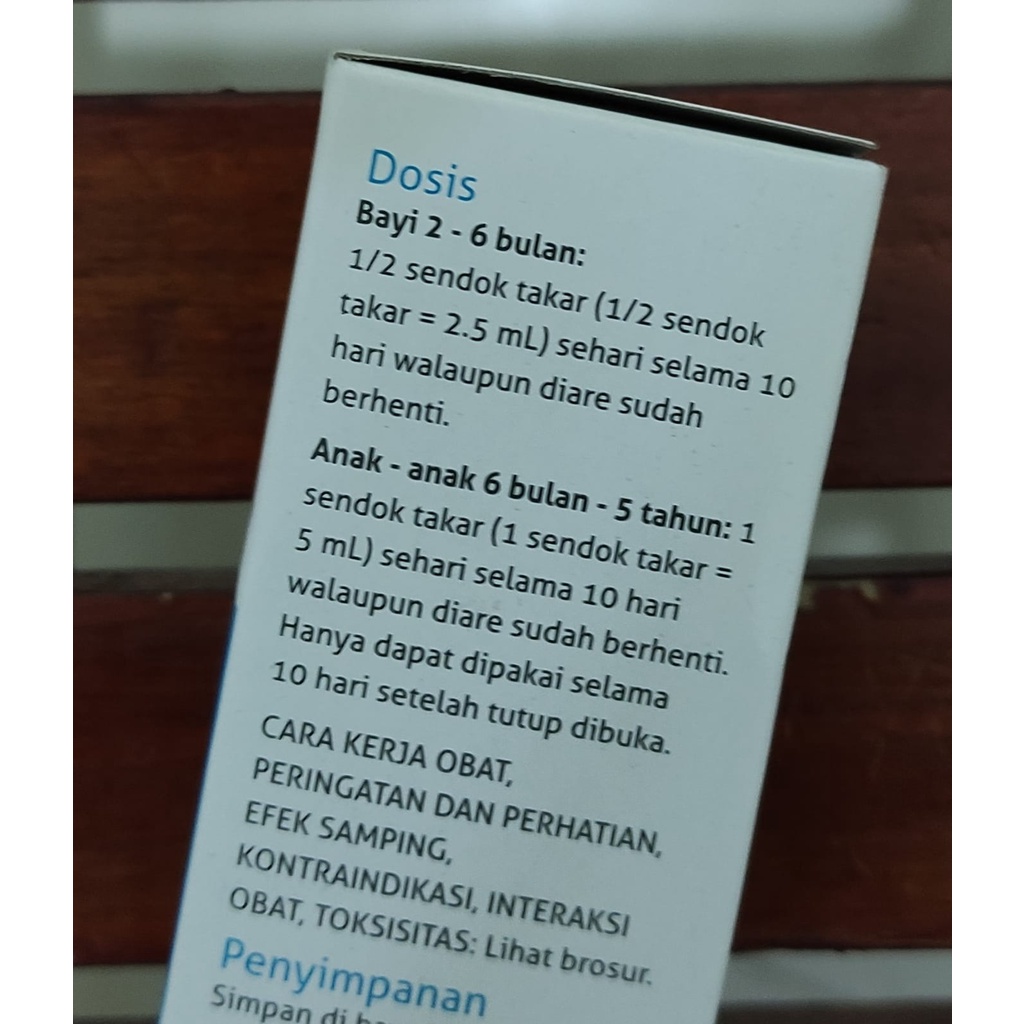 Dosis
Bayi 2 - 6 bulan:
1/2 sendok takar (1/2 sendok
takar = 2.5 mL) sehari selama 10
hari walaupun diare sudah
berhenti.
Anak - anak 6 bulan - 5 tahun: 1
sendok takar (1 sendok takar =
5 mL) sehari selama 10 hari
walaupun diare sudah berhenti.
Hanya dapat dipakai selama
10 hari setelah tutup dibuka.
CARA KERJA OBAT,
PERINGATAN DAN PERHATIAN,
EFEK SAMPING,
KONTRAINDIKASI, INTERAKSI
OBAT, TOKSISITAS: Lihat brosur.
Penyimpanan
Simpan di